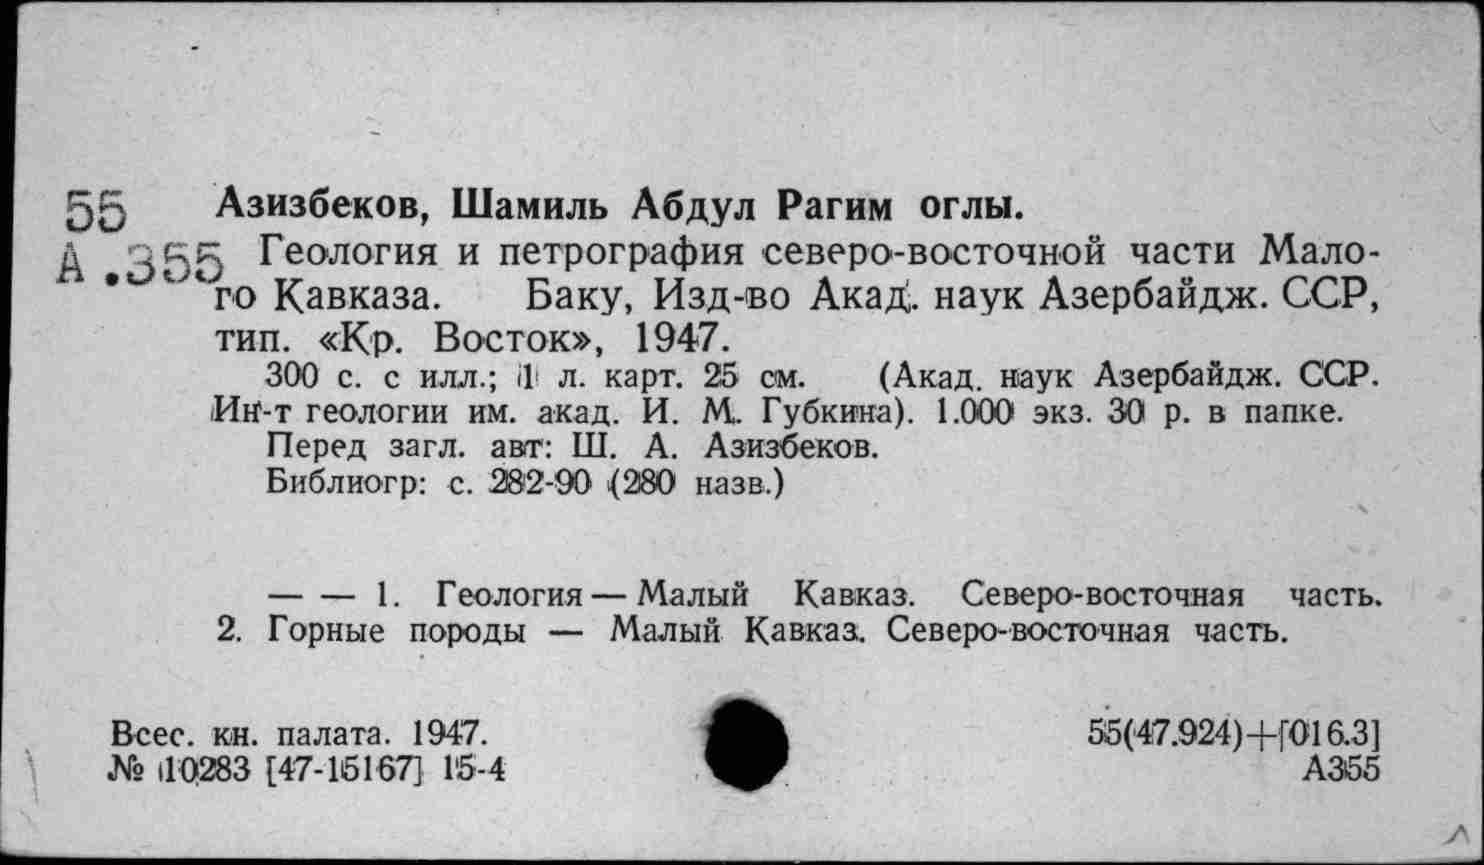 55 Азизбеков, Шамиль Абдул Рагим оглы.
А.355 Геология и петрография северо-восточной части Мало-
го Кавказа. Баку, Изд-во Акад. наук Азербайдж. ССР,
тип. «Кр. Восток», 1947.
300 с. с илл.; 1 л. карт. 25 см. (Акад. наук Азербайдж. ССР.
Ин-т геологии им. акад. И. М. Губкина). 1.000 экз. 30 р. в папке.
Перед загл. авт: Ш. А. Азизбеков.
Библиогр: с. 282-90 (280 назв.)
— — 1. Геология — Малый Кавказ. Северо-восточная часть.
2. Горные породы — Малый Кавказ. Северо-восточная часть.
Всес. кн. палата. 1947. 55(47.924)+[016.3]
№ 10283 [47-15167] 15-4 А355
л